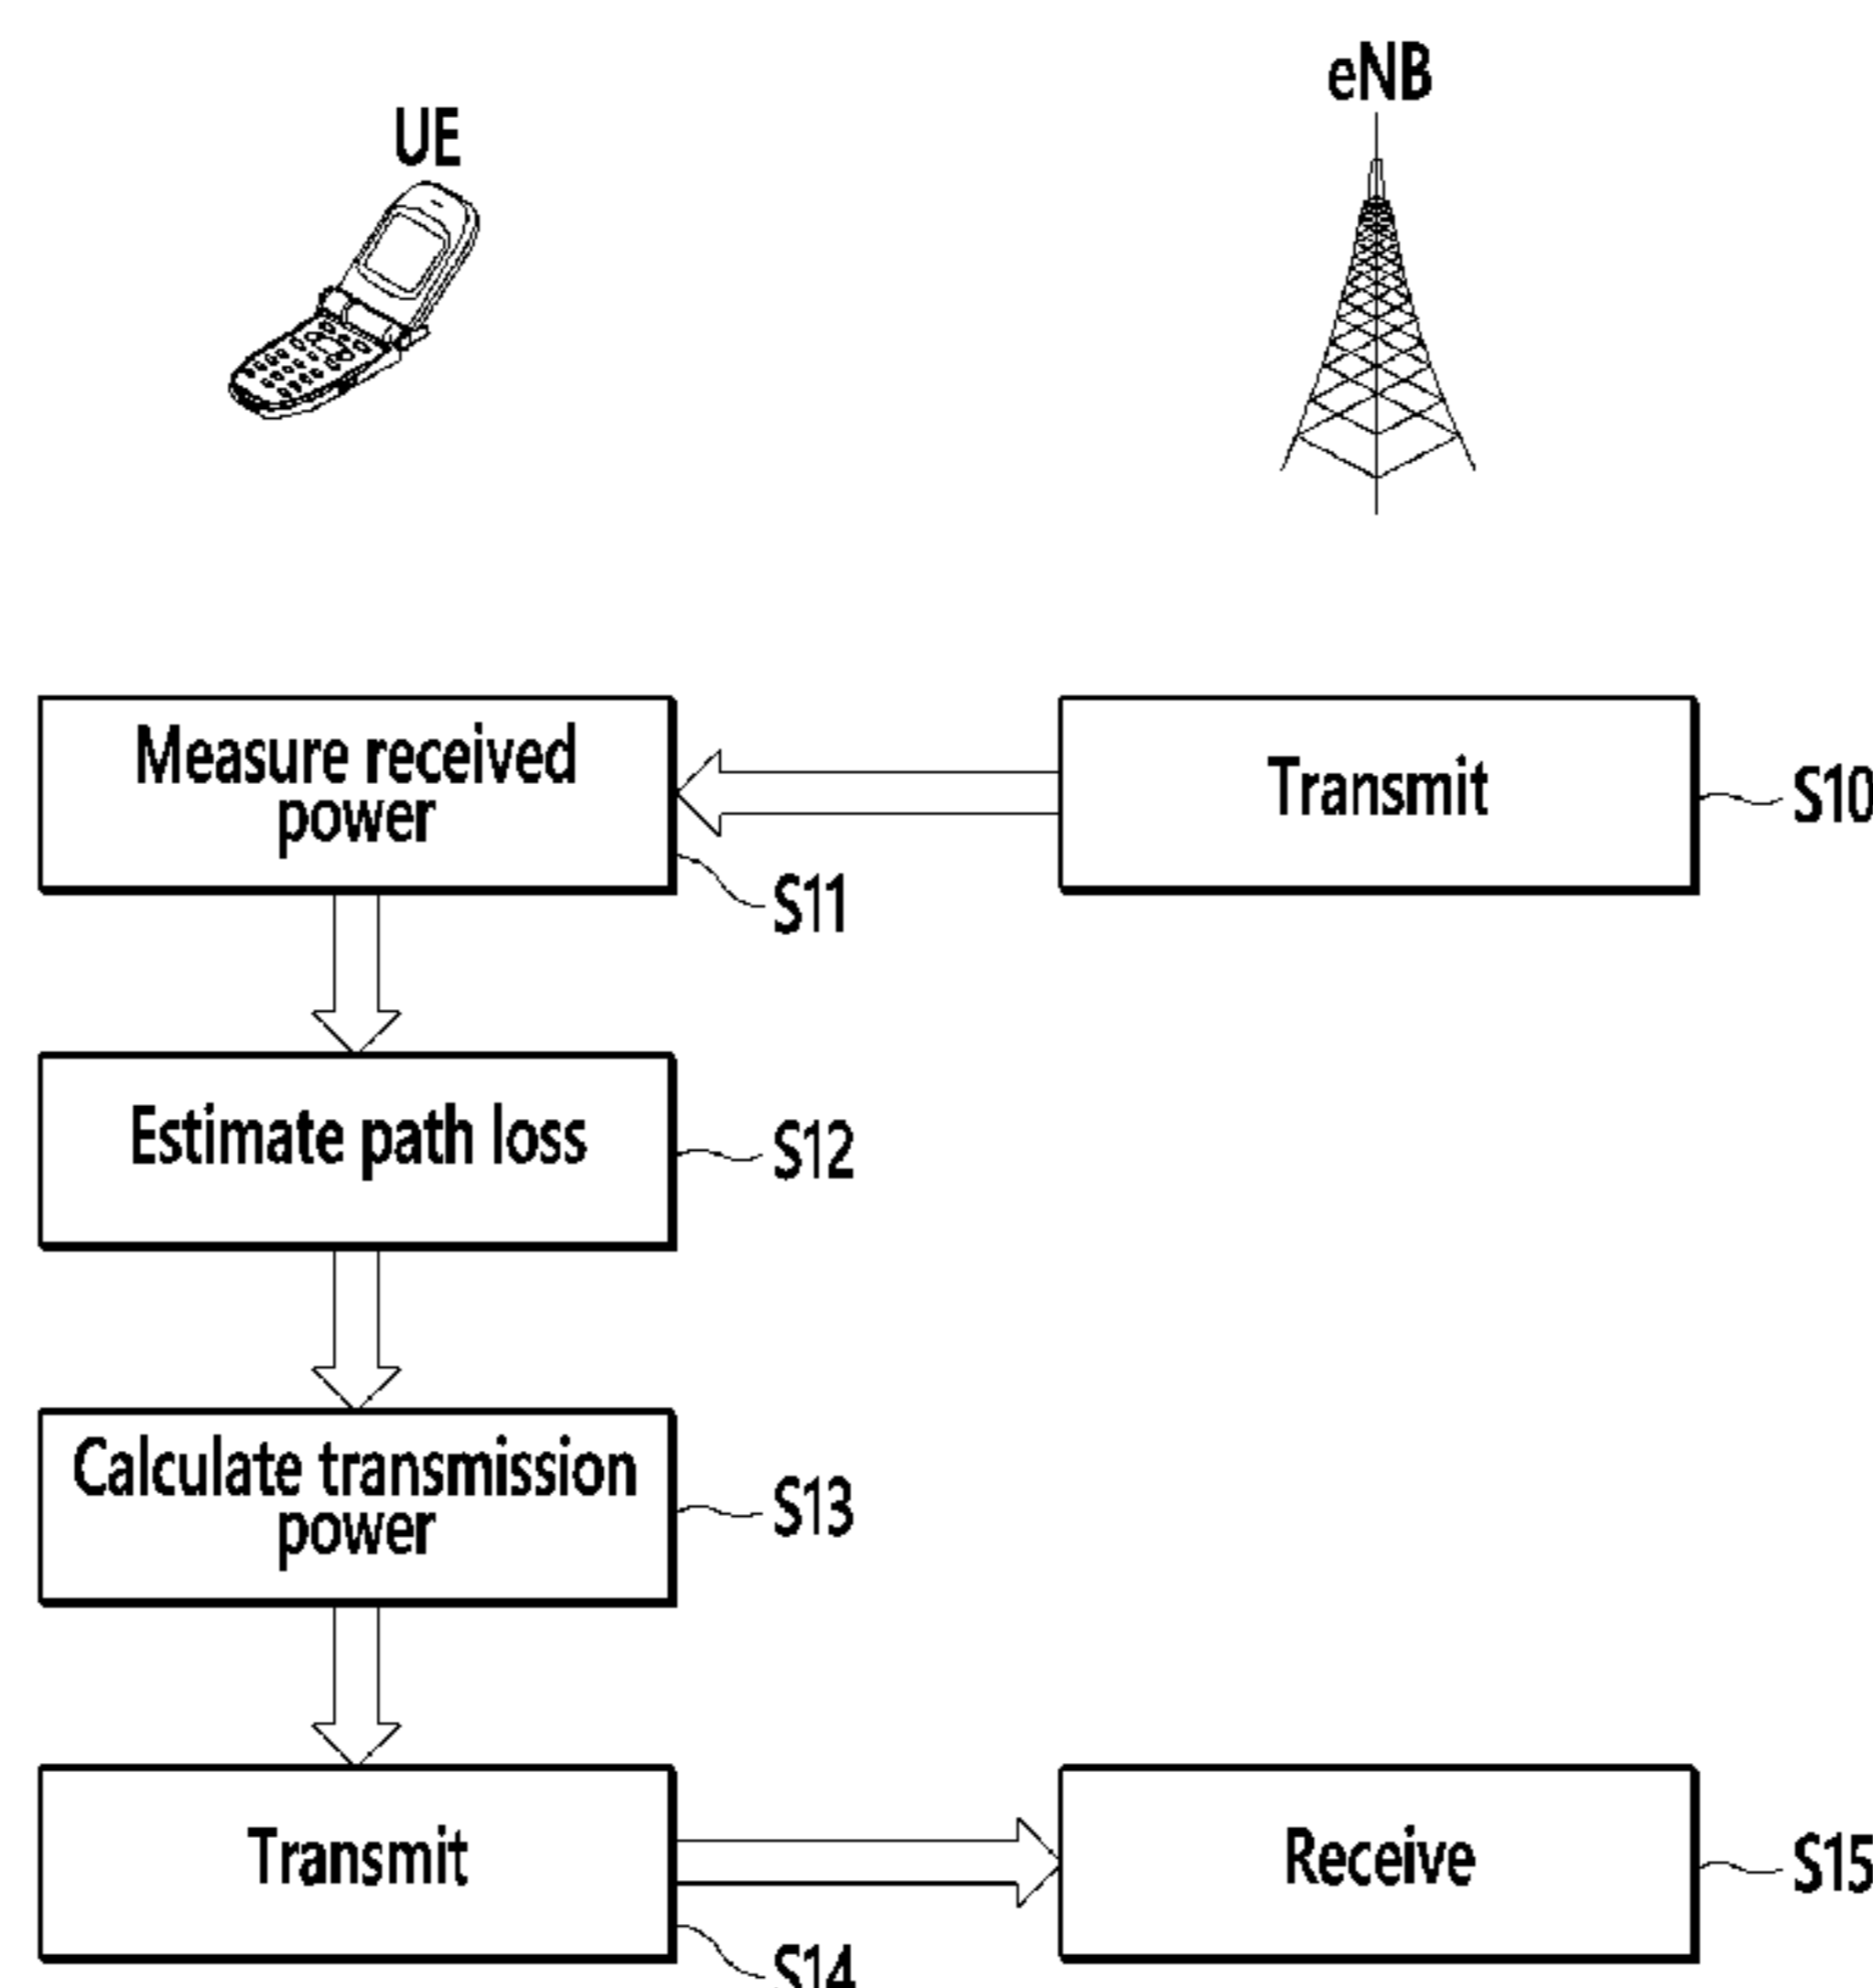 eNB
UE
Measure received
power
Transmit
S10
S11
Estimate path loss
S12
Calculate transmission
power
S13
Transmit
Receive
S15
S14